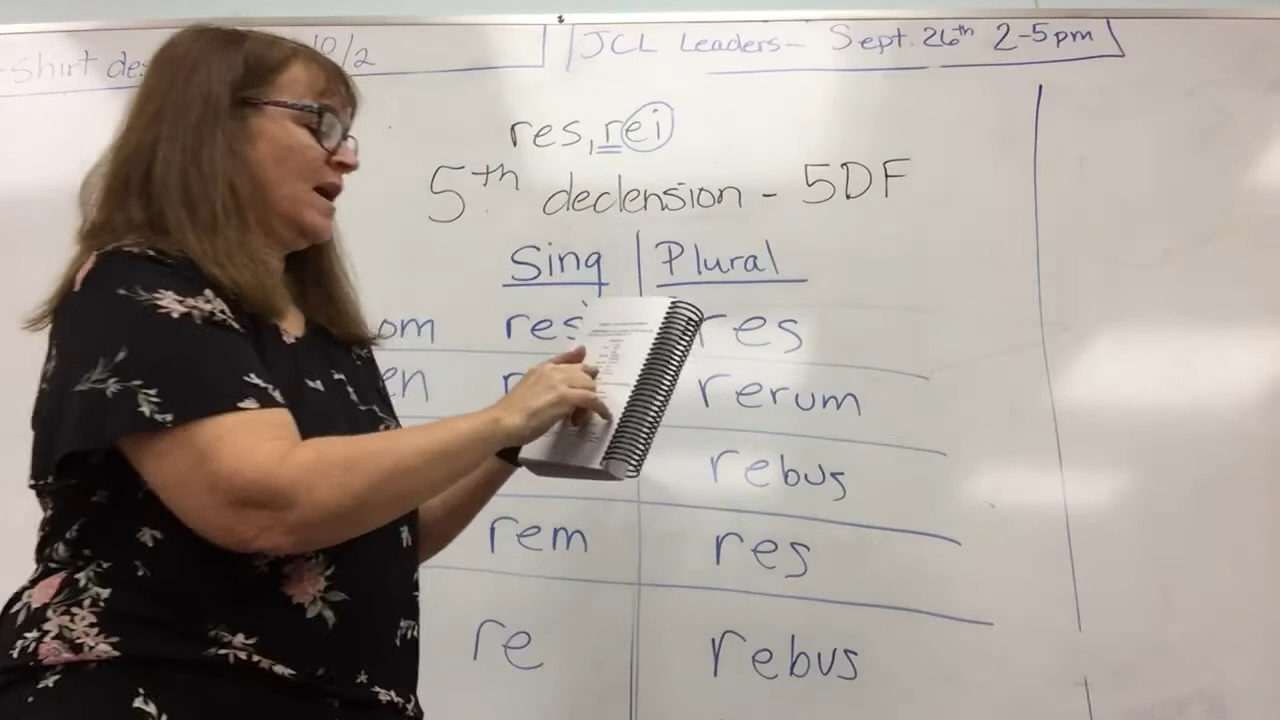 Shirt des 10/2 JCL Leaders- Sept. 26th 2-5pm
res, rei
5th declension - 5DF
Sing Plural
om res res
en r rerum
rebus
rem res
re rebus